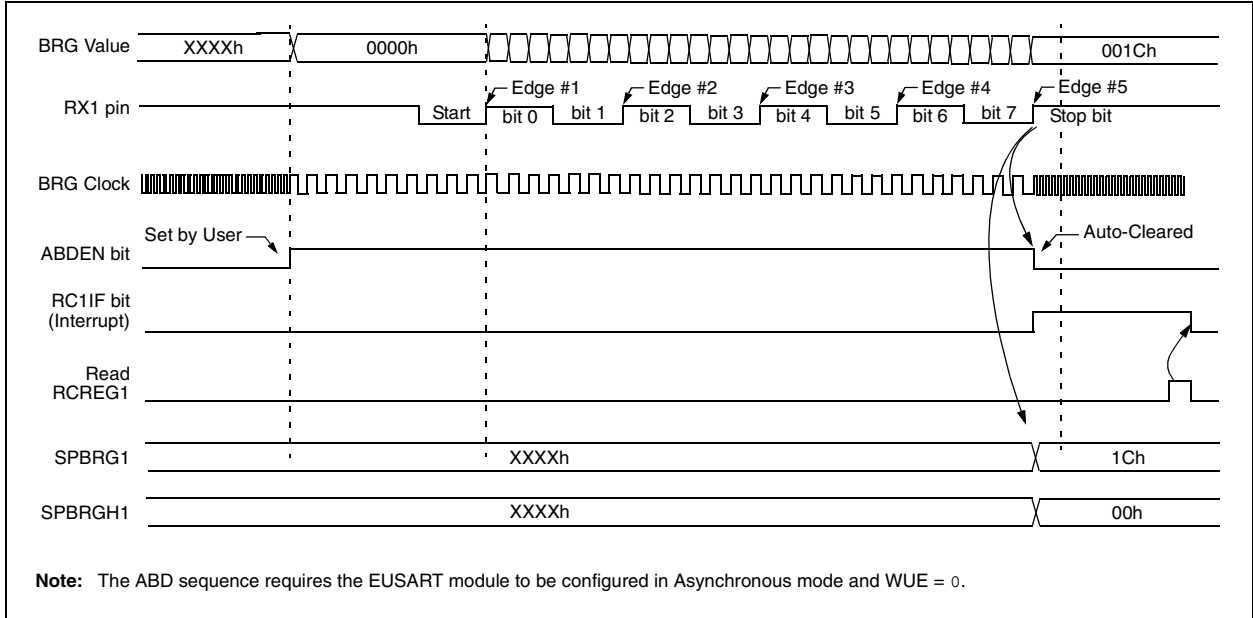 BRG Value
XXXXh
0000h
001Ch
RX1 pin
Start
Edge #1
bit 0
bit 1
Edge #2
bit 2
bit 3
Edge #3
bit 4
bit 5
Edge #4
bit 6
bit 7
Edge #5
Stop bit
BRG Clock
Set by User
ABDEN bit
Auto-Cleared
RC1IF bit
(Interrupt)
Read
RCREG1
SPBRG1
XXXXh
1Ch
SPBRGH1
XXXXh
00h
Note: The ABD sequence requires the EUSART module to be configured in Asynchronous mode and WUE = 0.